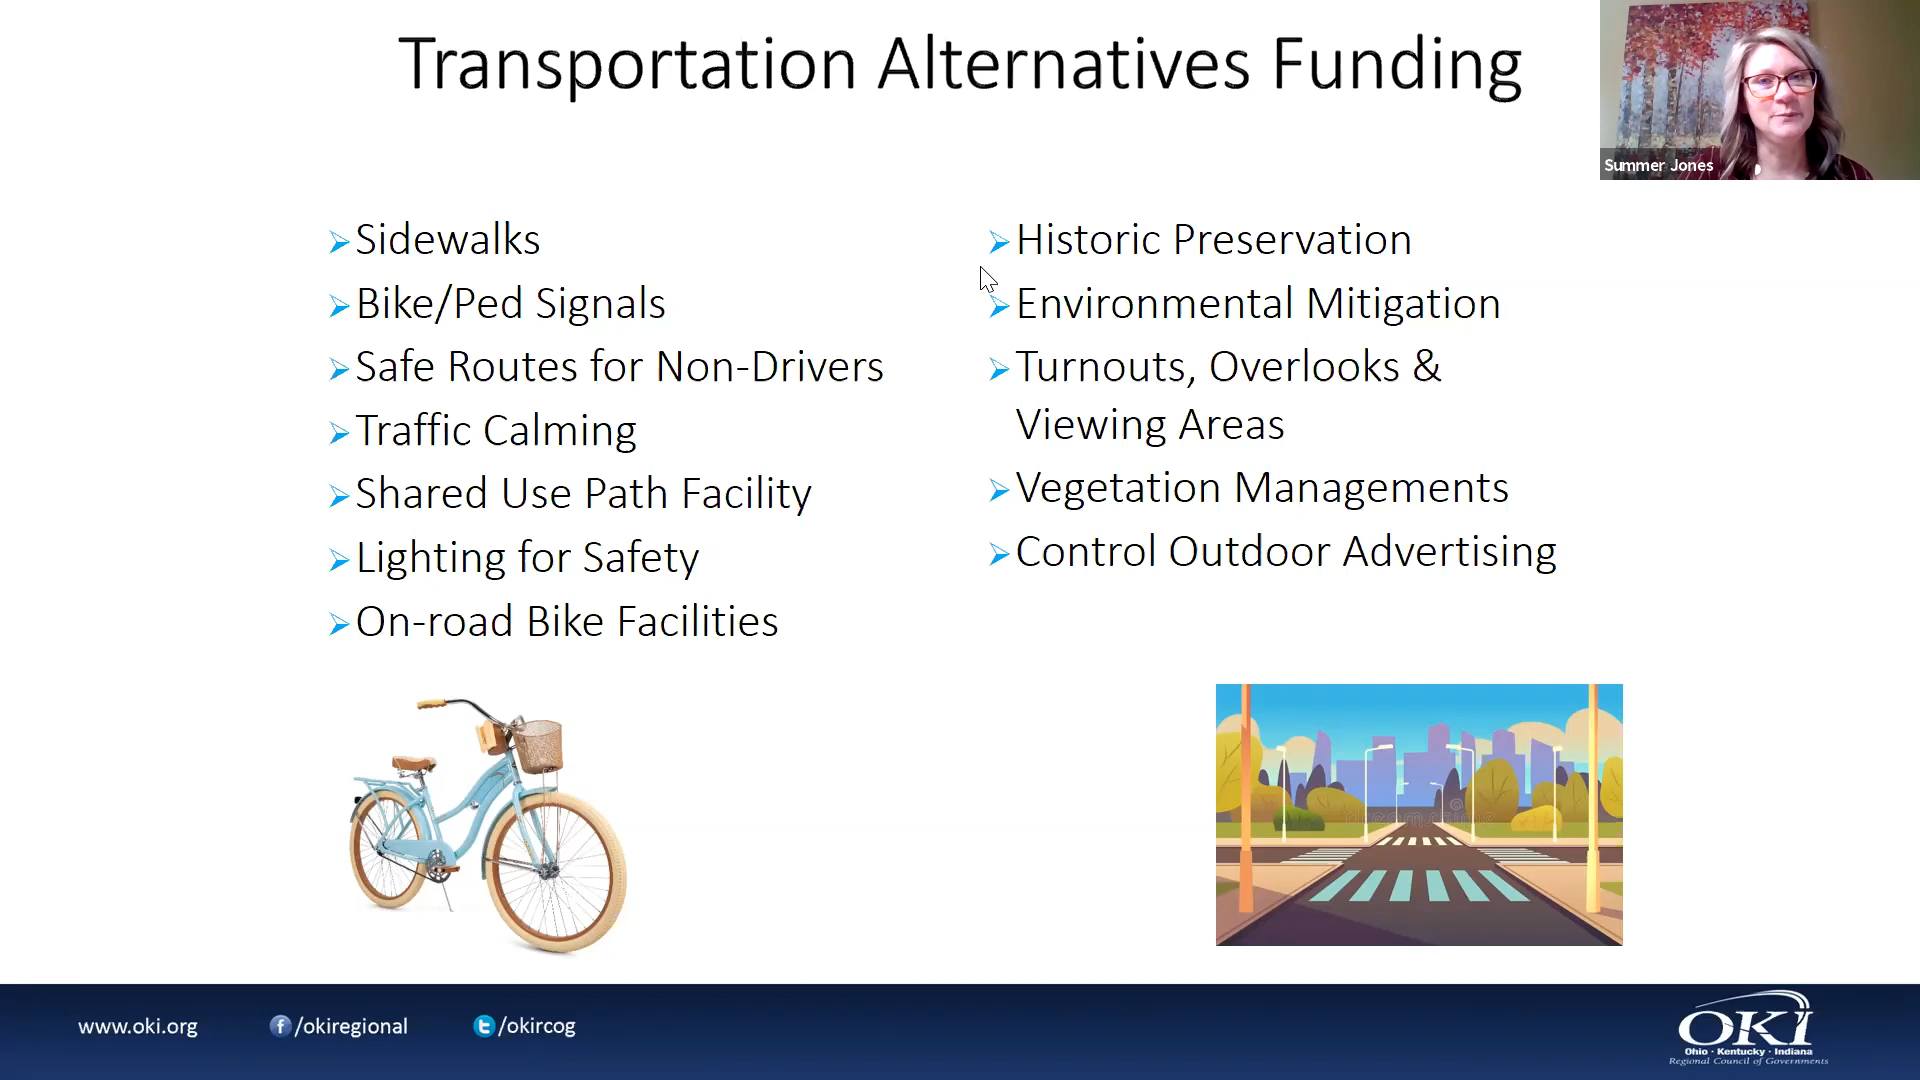 Transportation Alternatives Funding
Summer Jones
Sidewalks
Bike/Ped Signals
Safe Routes for Non-Drivers
Traffic Calming
Shared Use Path Facility
Lighting for Safety
On-road Bike Facilities
Historic Preservation
Environmental Mitigation
Turnouts, Overlooks &
Viewing Areas
Vegetation Managements
Control Outdoor Advertising
www.oki.org
/okiregional
/okircog
OKI
Ohio · Kentucky · Indiana
Regional Council of Governments